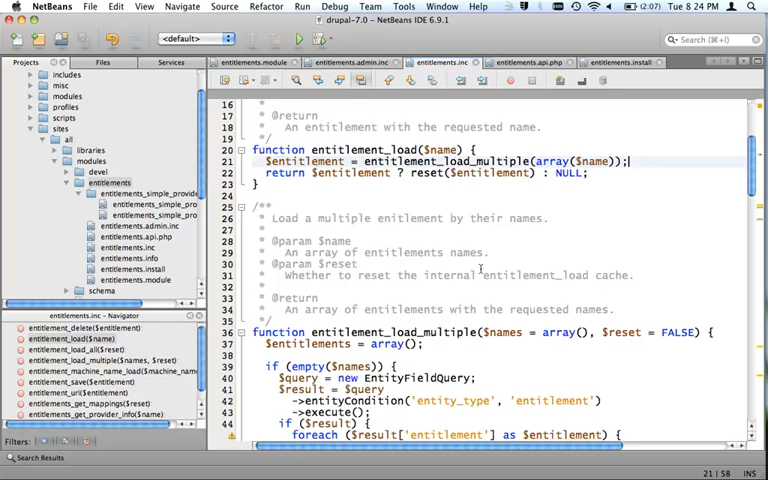 NetBeans File Edit View Navigate Source Refactor Run Debug Team Tools Window Help (2:07) Tue 8:24 PM
drupal-7.0 - NetBeans IDE 6.9.1
<default> Search (⌘+I)
Projects Files Services
includes
misc
modules
profiles
scripts
sites
all
libraries
modules
devel
entitlements
entitlements_simple_provide
entitlements_simple_pro
entitlements_simple_pro
entitlements.admin.inc
entitlements.api.php
entitlements.inc
entitlements.info
entitlements.install
entitlements.module
schema
entitlements.inc - Navigator
entitlement_delete($entitlement)
entitlement_load($name)
entitlement_load_all($reset)
entitlement_load_multiple($names, $reset)
entitlement_machine_name_load($name
entitlement_save($entitlement)
entitlement_uri($entitlement)
entitlements_get_mappings($reset)
entitlements_get_provider_info($name)
Filters:
Search Results
entitlements.module entitlements.admin.inc entitlements.inc entitlements.api.php entitlements.install
16 *
17 * @return
18 * An entitlement with the requested name.
19 */
20 function entitlement_load($name) {
21 $entitlement = entitlement_load_multiple(array($name));
22 return $entitlement ? reset($entitlement) : NULL;
23 }
24
25 /**
26 * Load a multiple enitlement by their names.
27 *
28 * @param $name
29 * An array of entitlements names.
30 * @param $reset
31 * Whether to reset the internal entitlement_load cache.
32 *
33 * @return
34 * An array of entitlements with the requested names.
35 */
36 function entitlement_load_multiple($names = array(), $reset = FALSE) {
37 $entitlements = array();
38
39 if (empty($names)) {
40 $query = new EntityFieldQuery;
41 $result = $query
42 ->entityCondition('entity_type', 'entitlement')
43 ->execute();
44 if ($result) {
foreach ($result['entitlement'] as $entitlement) {
21 | 58 INS